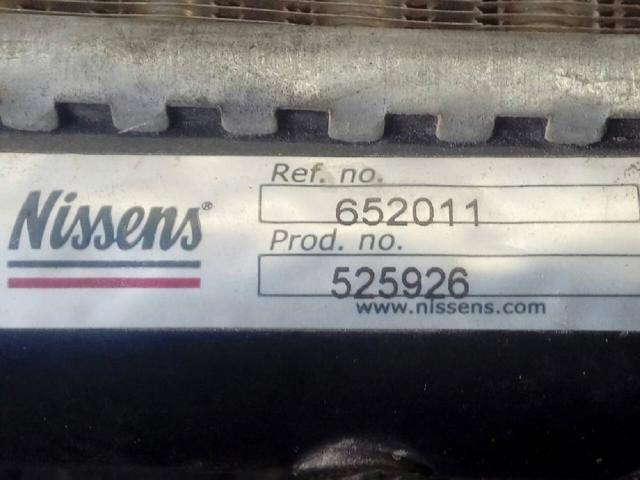 Nissens®
Ref. no.
652011
Prod. no.
525926
www.nissens.com